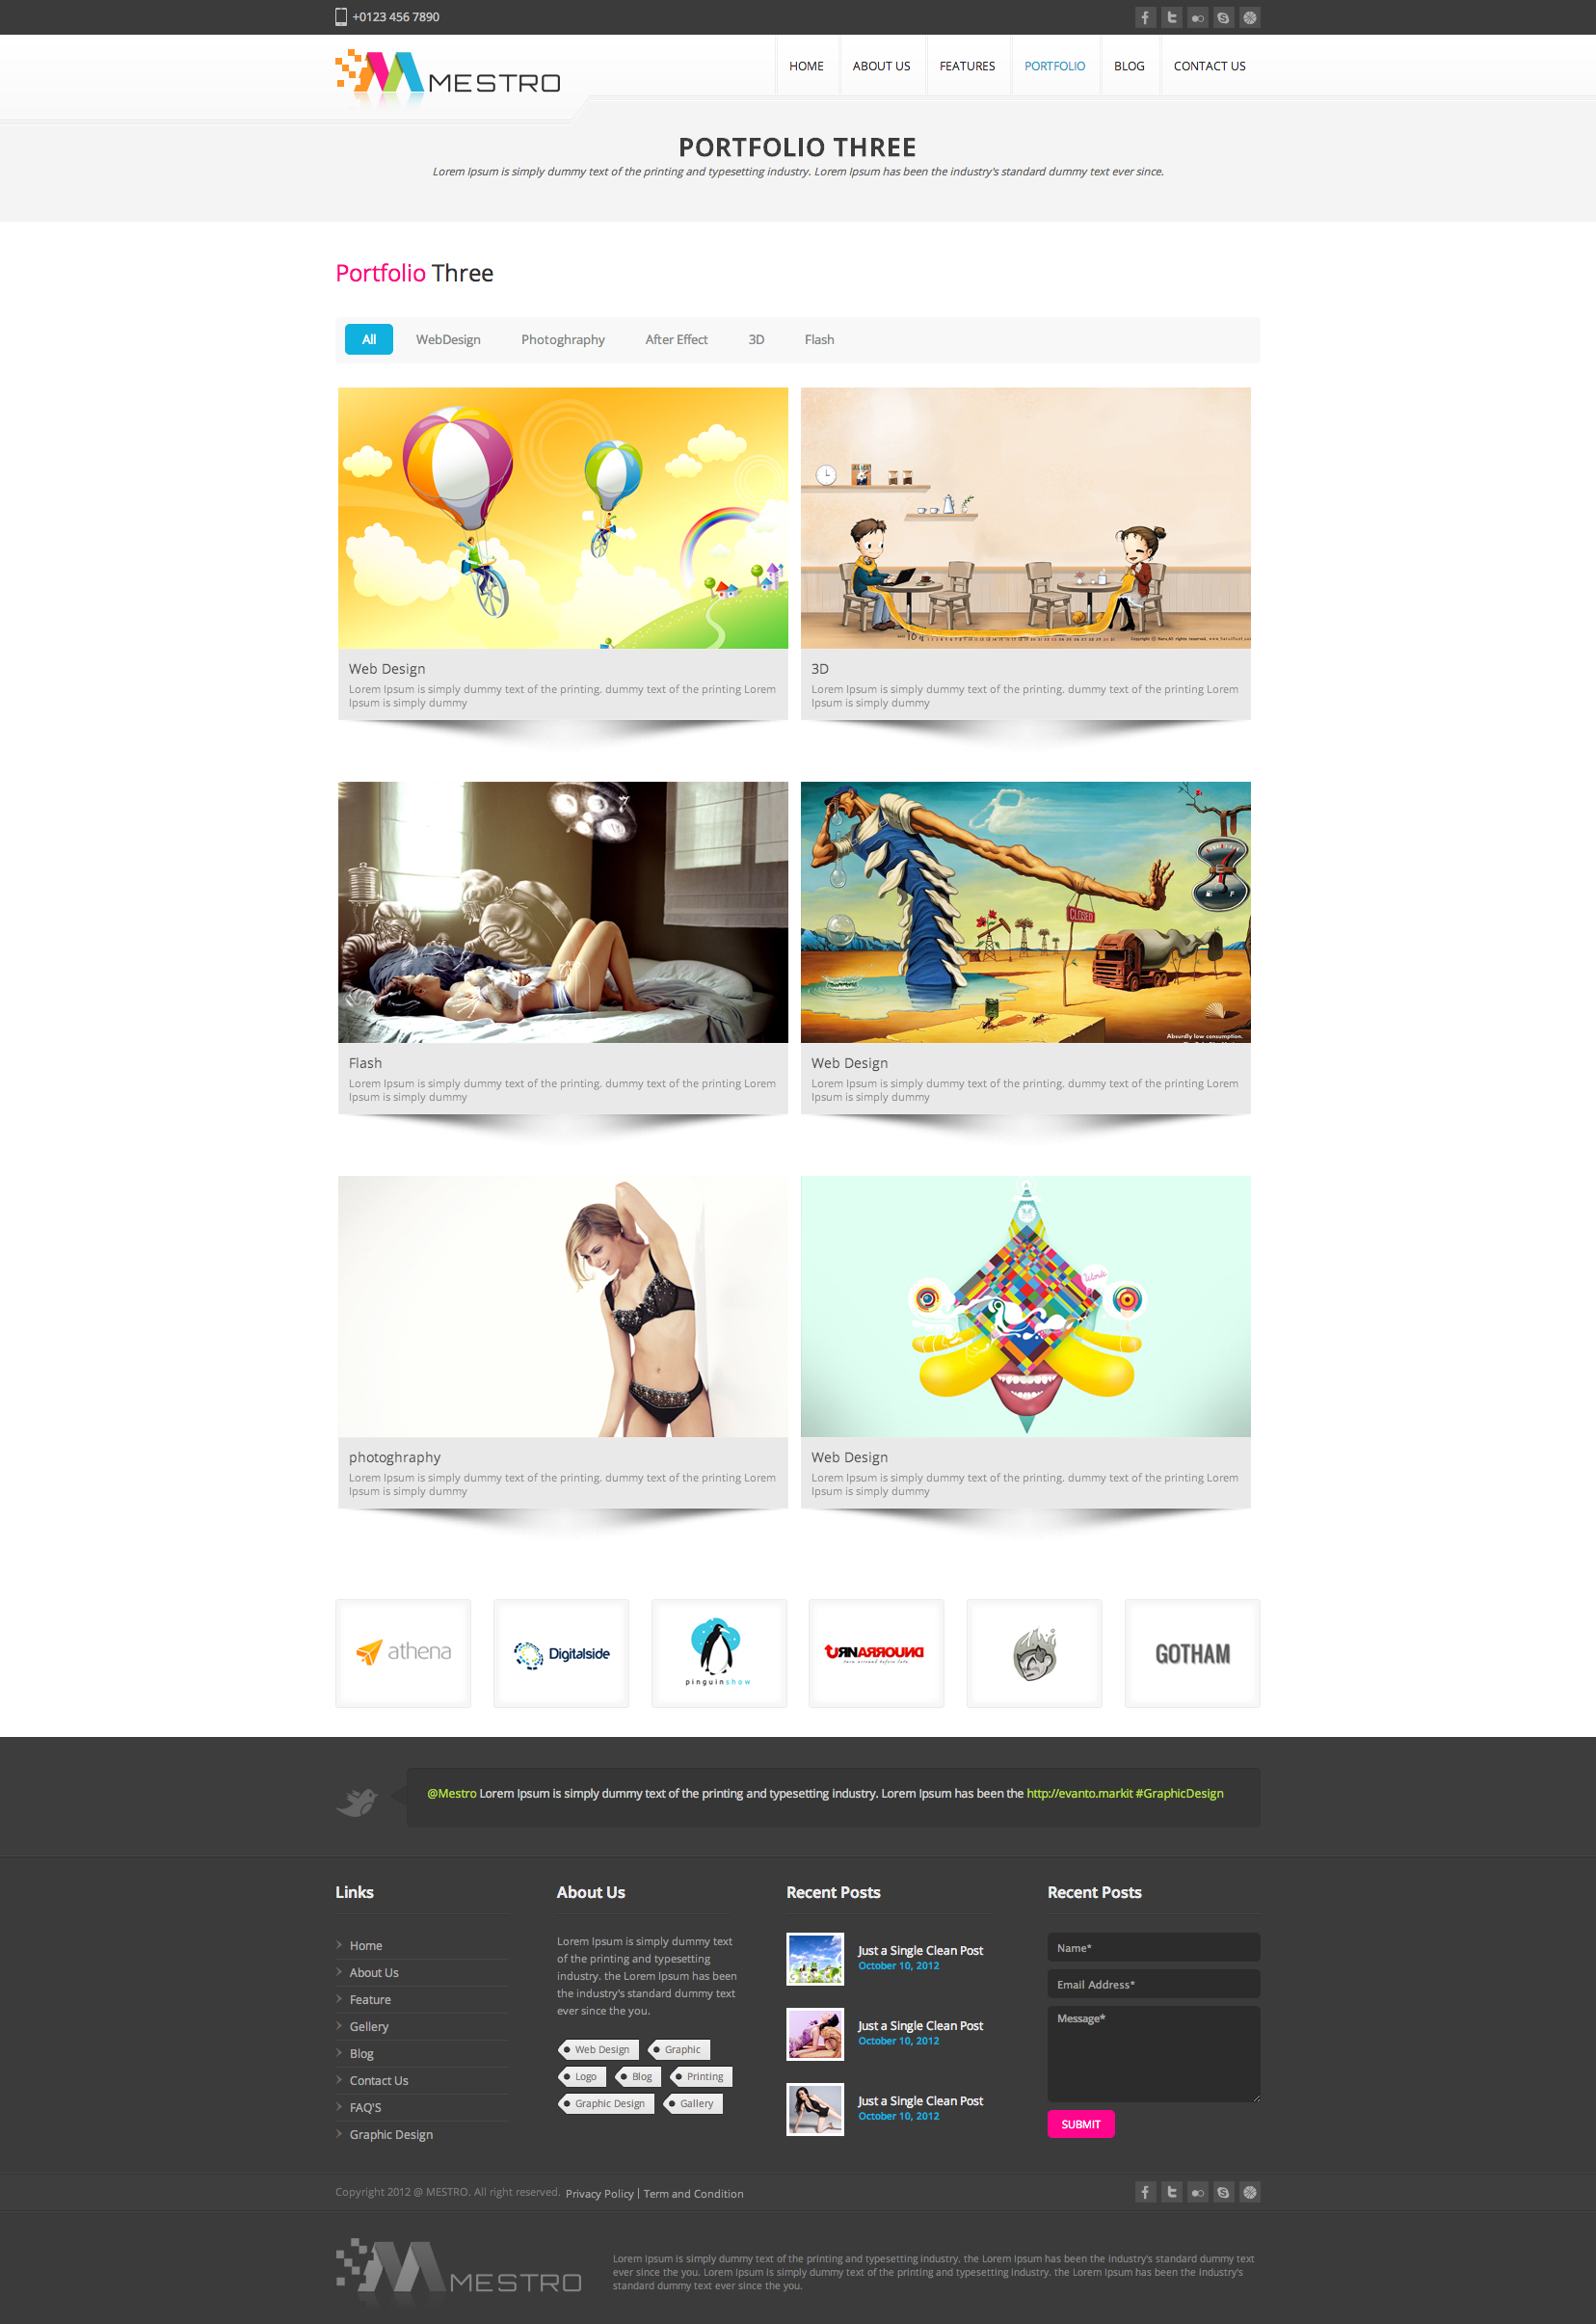 +0123 456 7890
MESTRO
HOME ABOUT US FEATURES PORTFOLIO BLOG CONTACT US
PORTFOLIO THREE
Lorem Ipsum is simply dummy text of the printing and typesetting industry. Lorem Ipsum has been the industry's standard dummy text ever since.
Portfolio Three
All WebDesign Photoghraphy After Effect 3D Flash
Web Design
Lorem Ipsum is simply dummy text of the printing. dummy text of the printing Lorem
Ipsum is simply dummy
3D
Lorem Ipsum is simply dummy text of the printing. dummy text of the printing Lorem
Ipsum is simply dummy
CLOSED
Absurdly low consumption.
Flash
Lorem Ipsum is simply dummy text of the printing. dummy text of the printing Lorem
Ipsum is simply dummy
Web Design
Lorem Ipsum is simply dummy text of the printing. dummy text of the printing Lorem
Ipsum is simply dummy
photoghraphy
Lorem Ipsum is simply dummy text of the printing. dummy text of the printing Lorem
Ipsum is simply dummy
Web Design
Lorem Ipsum is simply dummy text of the printing. dummy text of the printing Lorem
Ipsum is simply dummy
athena
Digitalside
pinguinshow
URNARROUND
turn arround before late
GOTHAM
@Mestro Lorem Ipsum is simply dummy text of the printing and typesetting industry. Lorem Ipsum has been the http://evanto.markit #GraphicDesign
Links
Home
About Us
Feature
Gellery
Blog
Contact Us
FAQ'S
Graphic Design
About Us
Lorem Ipsum is simply dummy text
of the printing and typesetting
industry. the Lorem Ipsum has been
the industry's standard dummy text
ever since the you.
Web Design Graphic
Logo Blog Printing
Graphic Design Gallery
Recent Posts
Just a Single Clean Post
October 10, 2012
Just a Single Clean Post
October 10, 2012
Just a Single Clean Post
October 10, 2012
Recent Posts
Name*
Email Address*
Message*
SUBMIT
Copyright 2012 @ MESTRO. All right reserved. Privacy Policy | Term and Condition
MESTRO
Lorem Ipsum is simply dummy text of the printing and typesetting industry. the Lorem Ipsum has been the industry's standard dummy text
ever since the you. Lorem Ipsum is simply dummy text of the printing and typesetting industry. the Lorem Ipsum has been the industry's
standard dummy text ever since the you.